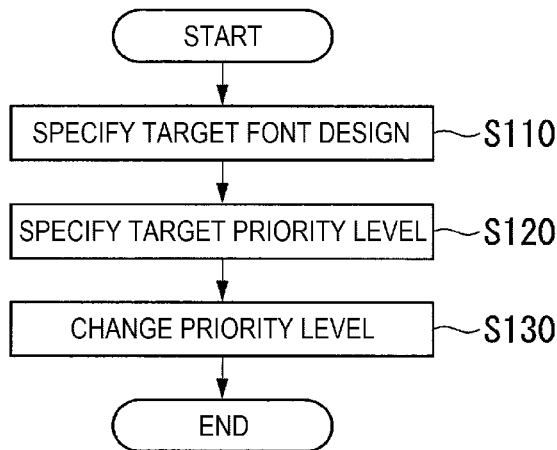 START
SPECIFY TARGET FONT DESIGN S110
SPECIFY TARGET PRIORITY LEVEL S120
CHANGE PRIORITY LEVEL S130
END